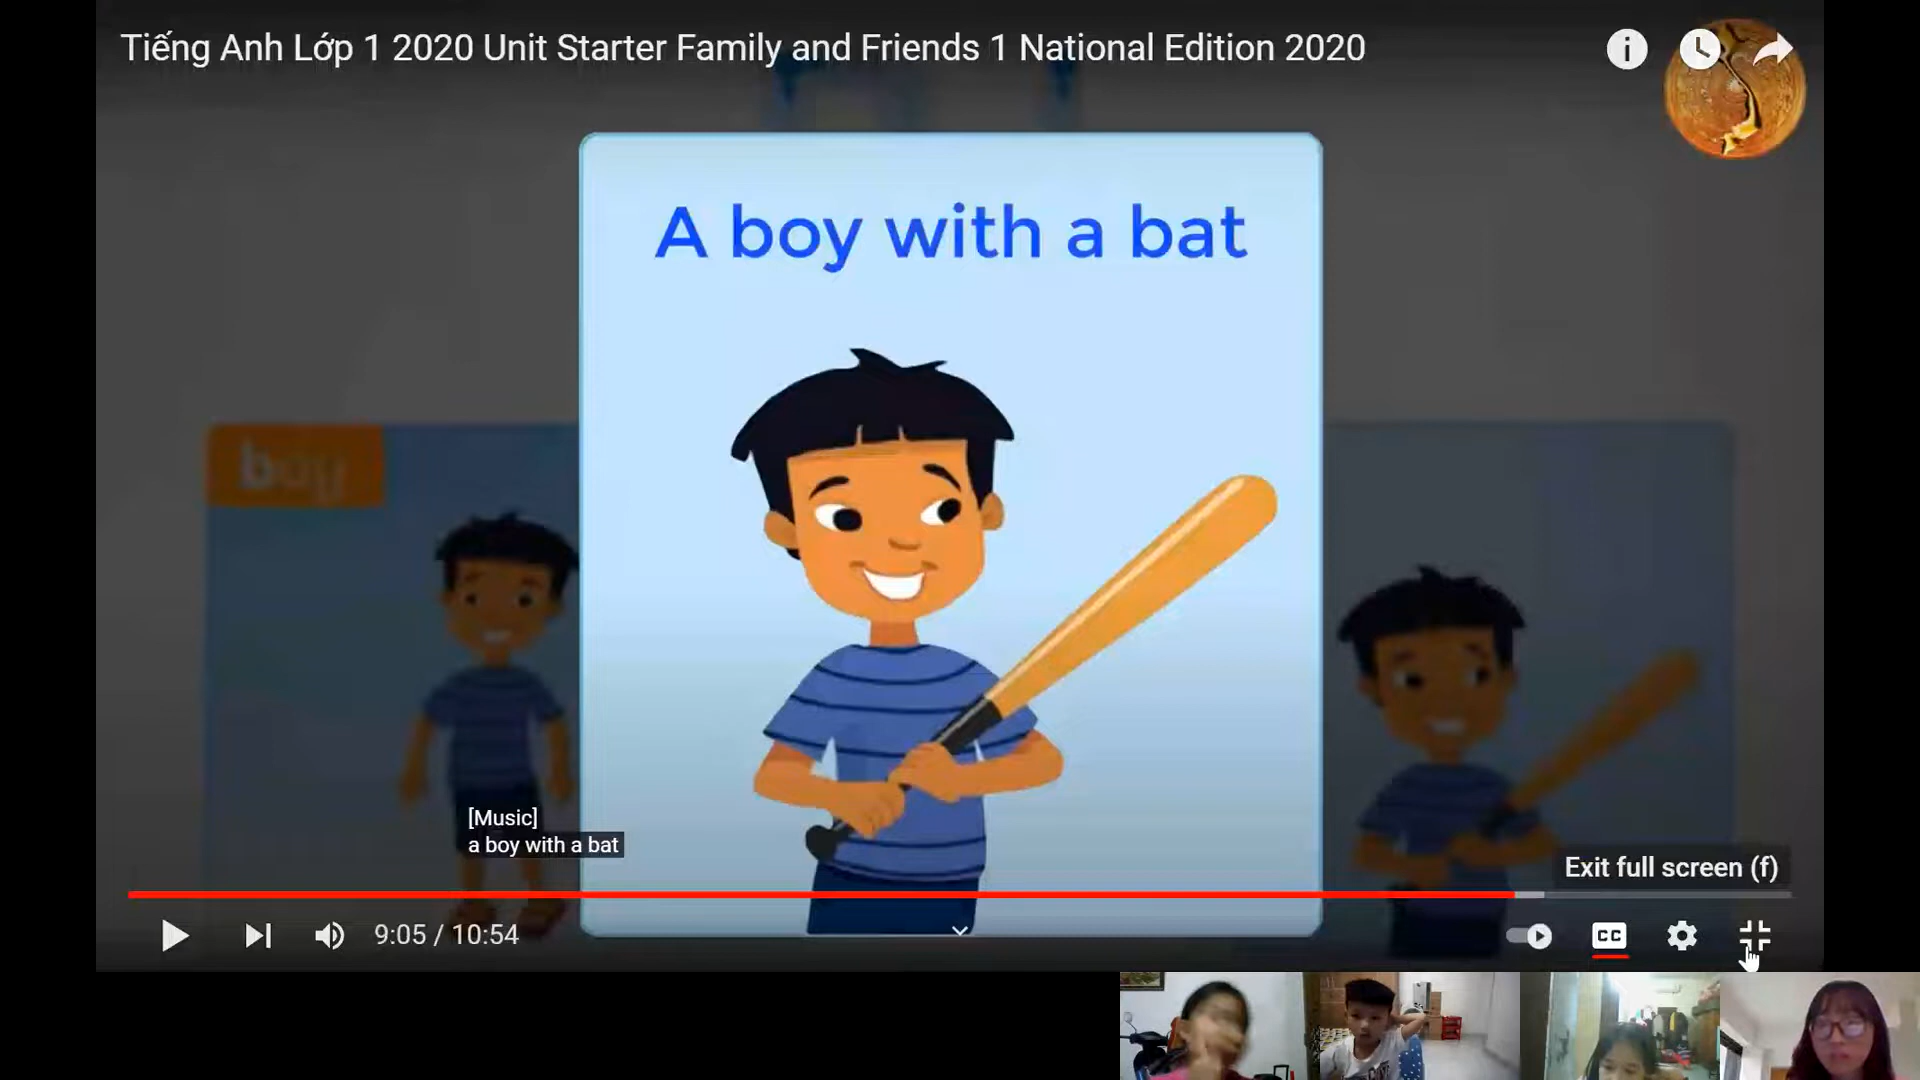 Tiếng Anh Lớp 1 2020 Unit Starter Family and Friends 1 National Edition 2020
A boy with a bat
boy
[Music]
a boy with a bat
Exit full screen (f)
9:05 / 10:54
CC